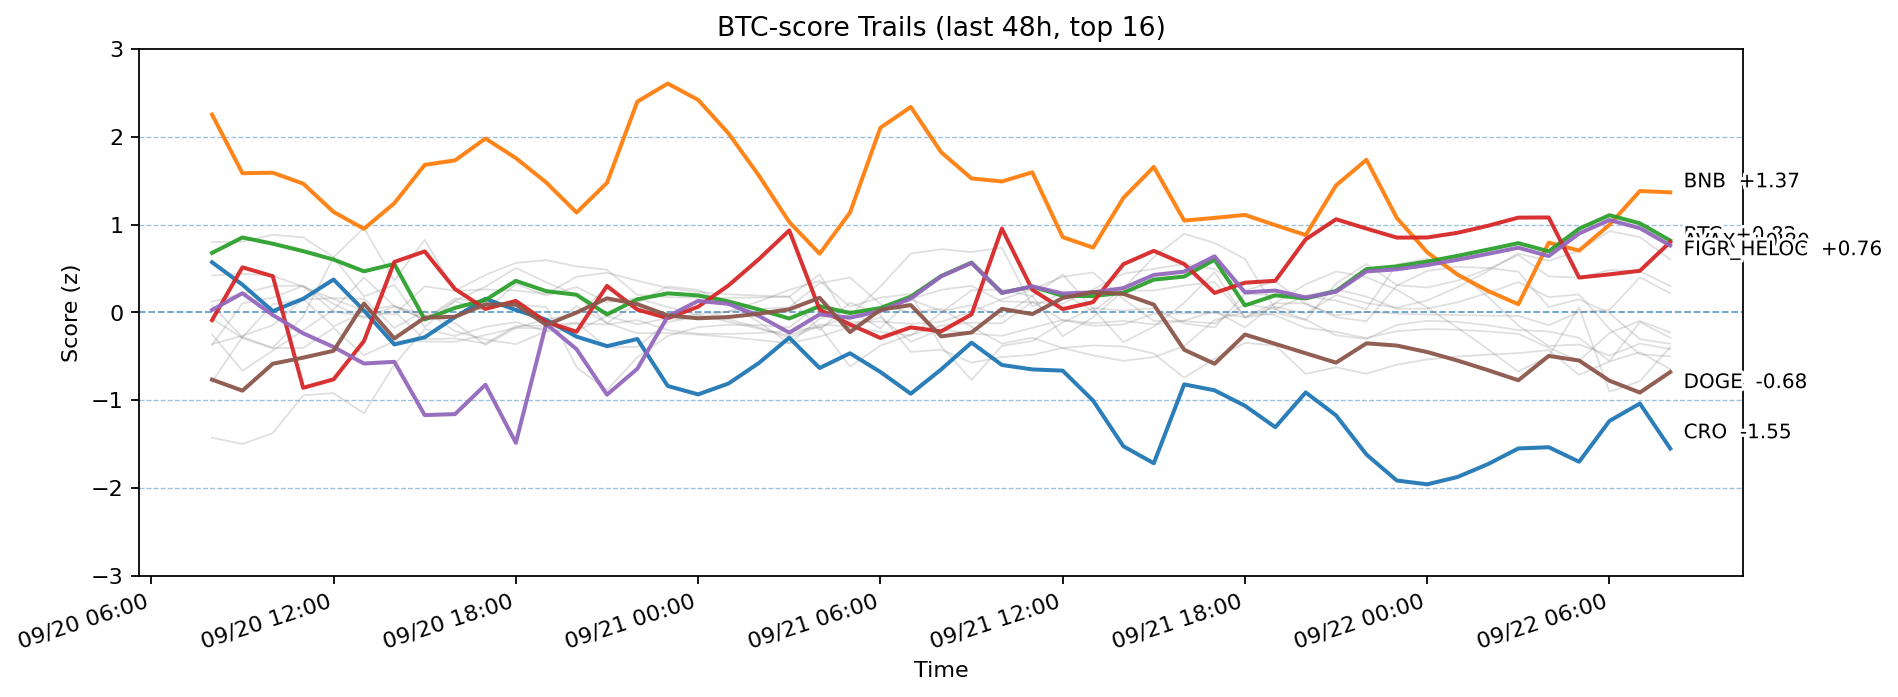 BTC-score Trails (last 48h, top 16)
Score (z)
3
2
1
0
−1
−2
−3
BNB +1.37
FIGR_HELOC +0.76
DOGE -0.68
CRO -1.55
09/20 06:00
09/20 12:00
09/20 18:00
09/21 00:00
09/21 06:00
09/21 12:00
09/21 18:00
09/22 00:00
09/22 06:00
Time